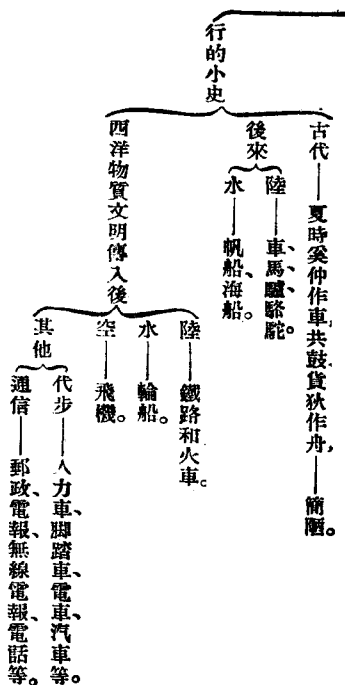 行的小史
古代——夏時奚仲作車,共鼓貨狄作舟,——簡陋。
後來
陸——車、馬、驢、駱駝。
水——帆船、海船。
西洋物質文明傳入後
陸——鐵路和火車。
水——輪船。
空——飛機。
其他
代步——人力車、脚踏車、電車、汽車等。
通信——郵政、電報、無線電報、電話等。